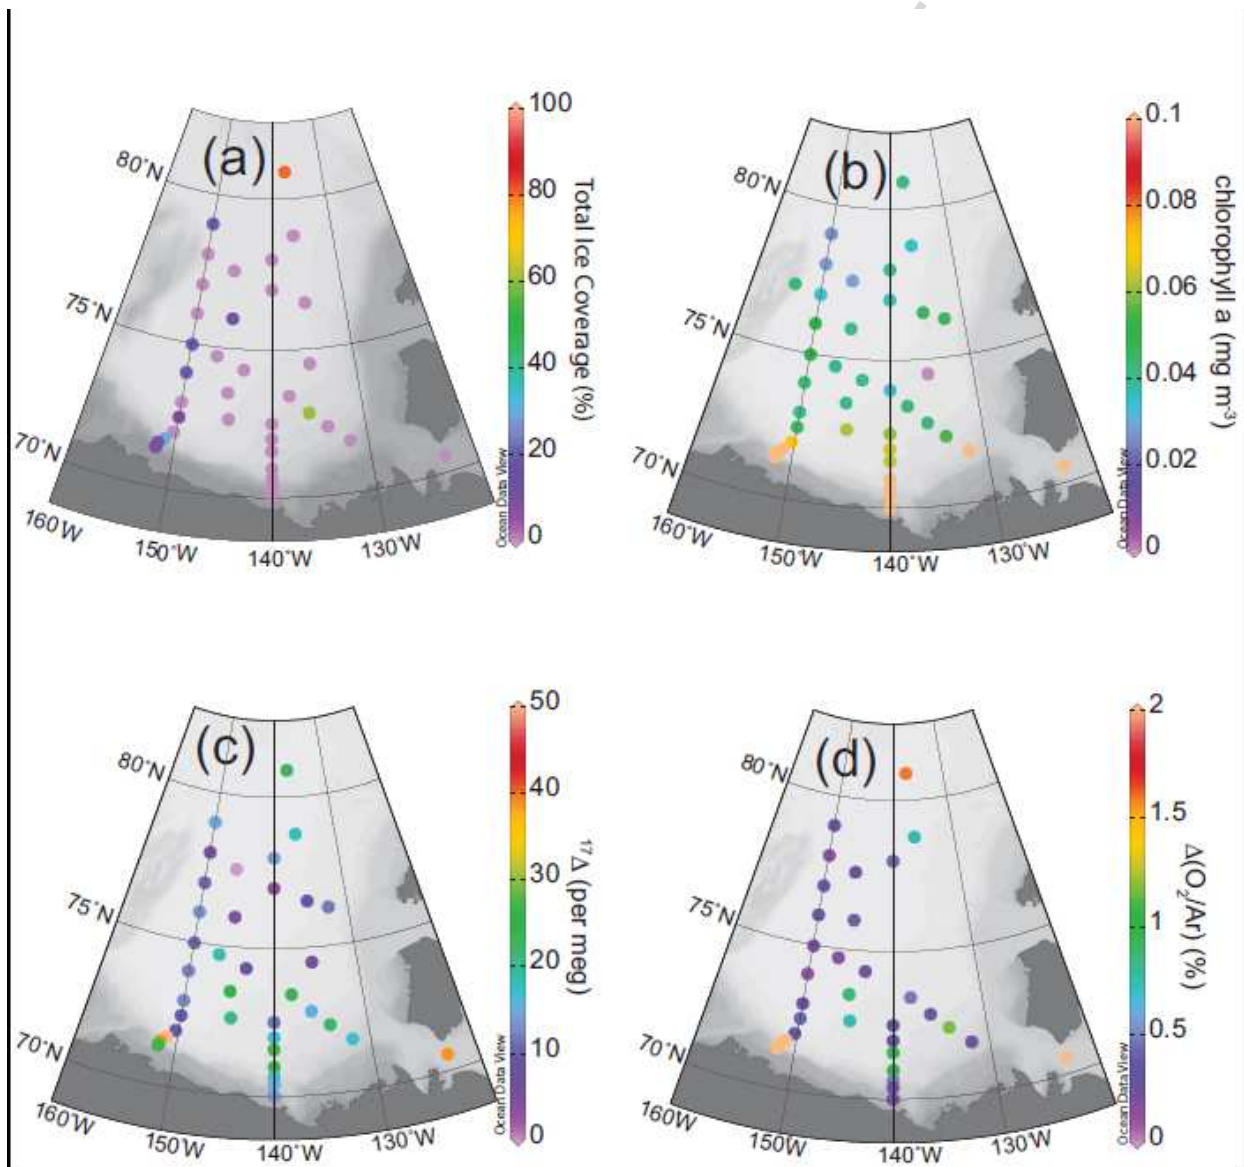 (a)
80°N
75°N
70°N
160°W
150°W
140°W
130°W
100
80
60
40
20
0
Total Ice Coverage (%)
Ocean Data View
(b)
80°N
75°N
70°N
160°W
150°W
140°W
130°W
0.1
0.08
0.06
0.04
0.02
0
chlorophyll a (mg m-3)
Ocean Data View
(c)
80°N
75°N
70°N
160°W
150°W
140°W
130°W
50
40
30
20
10
0
17Δ (per meg)
Ocean Data View
(d)
80°N
75°N
70°N
160°W
150°W
140°W
130°W
2
1.5
1
0.5
0
Δ(O2/Ar) (%)
Ocean Data View